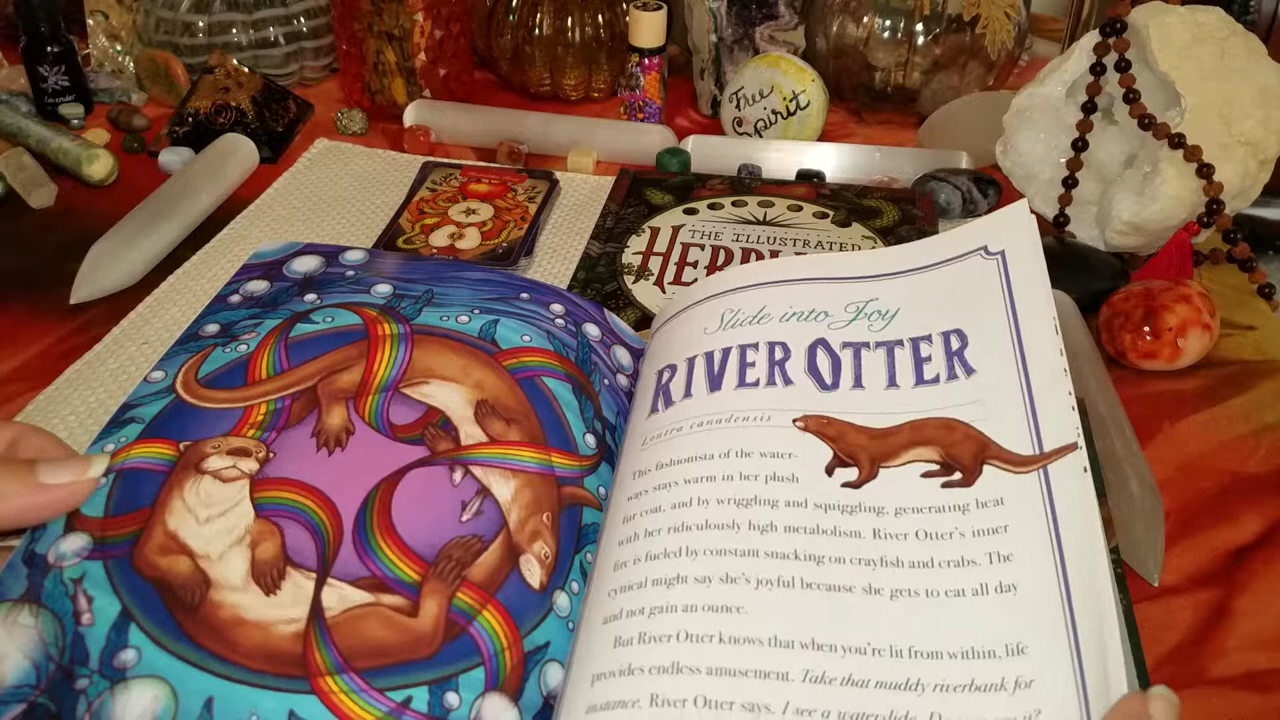 Lavender
Free
Spirit
THE ILLUSTRATED
Slide into Joy
RIVER OTTER
Lontra canadensis
This fashionista of the water-
ways stays warm in her plush
fur coat, and by wriggling and squiggling, generating heat
with her ridiculously high metabolism. River Otter's inner
fire is fueled by constant snacking on crayfish and crabs. The
cynical might say she's joyful because she gets to eat all day
and not gain an ounce.
But River Otter knows that when you're lit from within, life
provides endless amusement. Take that muddy riverbank for
instance, River Otter says. I see a waterslide. Do